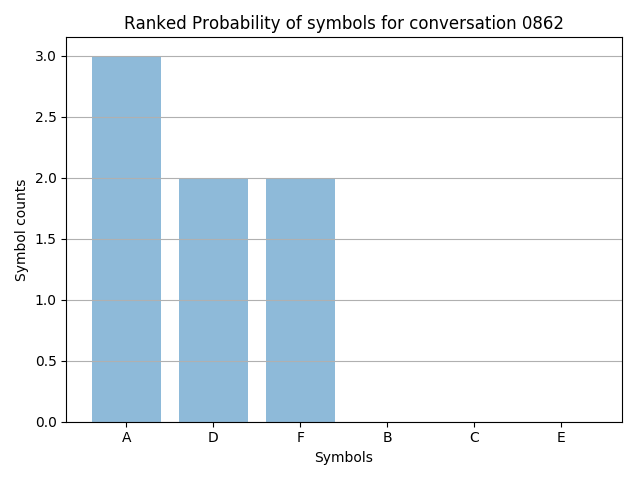 Ranked Probability of symbols for conversation 0862
3.0
2.5
2.0
1.5
1.0
0.5
0.0
Symbol counts
A D F B C E
Symbols